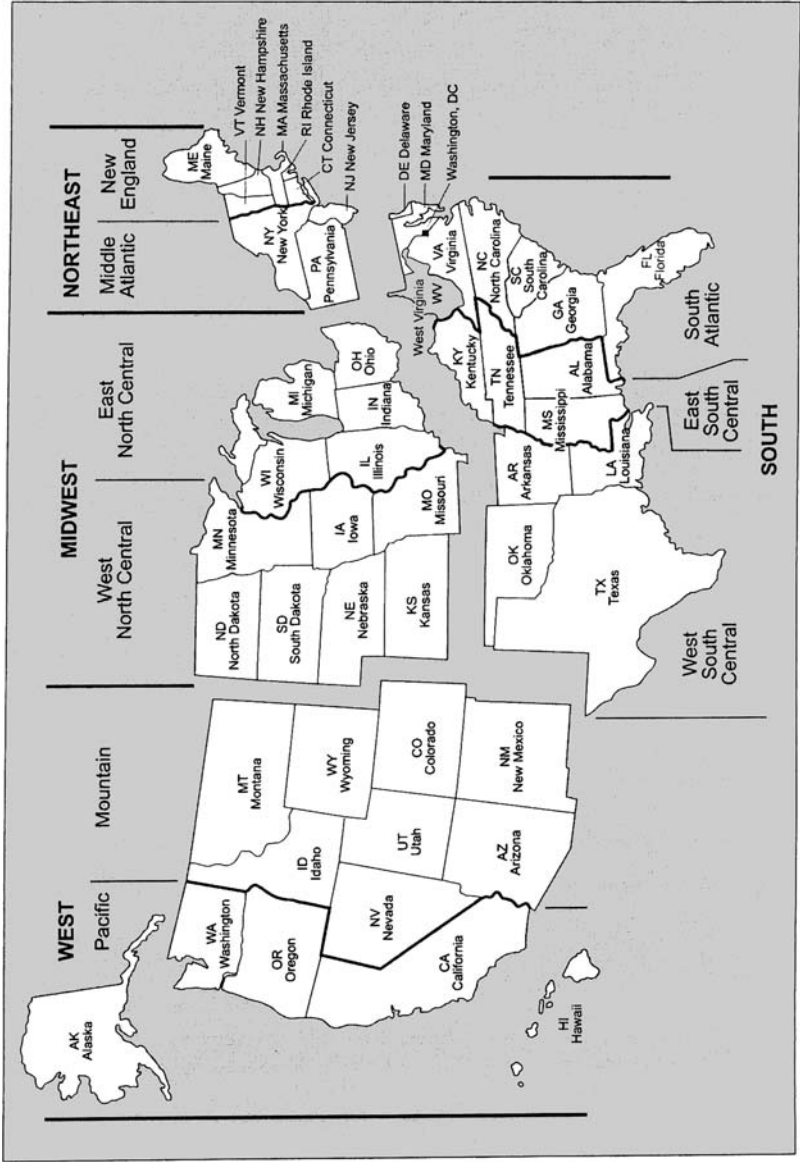 WEST
Pacific
Mountain
MIDWEST
West
North Central
East
North Central
NORTHEAST
Middle
Atlantic
New
England
AK
Alaska
WA
Washington
OR
Oregon
CA
California
HI
Hawaii
MT
Montana
ID
Idaho
WY
Wyoming
NV
Nevada
UT
Utah
CO
Colorado
AZ
Arizona
NM
New Mexico
ND
North Dakota
SD
South Dakota
NE
Nebraska
KS
Kansas
MN
Minnesota
IA
Iowa
MO
Missouri
WI
Wisconsin
IL
Illinois
MI
Michigan
IN
Indiana
OH
Ohio
NY
New York
PA
Pennsylvania
ME
Maine
VT Vermont
NH New Hampshire
MA Massachusetts
RI Rhode Island
CT Connecticut
NJ New Jersey
DE Delaware
MD Maryland
Washington, DC
West Virginia
WV
VA
Virginia
NC
North Carolina
SC
South
Carolina
GA
Georgia
FL
Florida
KY
Kentucky
TN
Tennessee
MS
Mississippi
AL
Alabama
OK
Oklahoma
AR
Arkansas
TX
Texas
LA
Louisiana
West
South
Central
East
South
Central
South
Atlantic
SOUTH